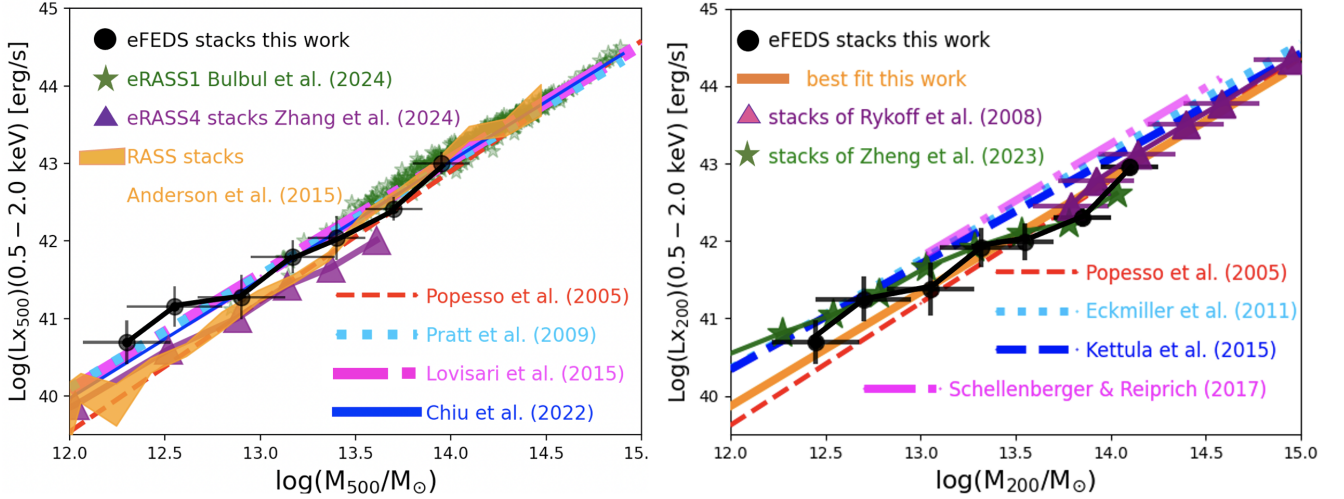 45
44
43
42
41
40
Log(Lx500)(0.5 − 2.0 keV) [erg/s]
eFEDS stacks this work
eRASS1 Bulbul et al. (2024)
eRASS4 stacks Zhang et al. (2024)
RASS stacks
Anderson et al. (2015)
Popesso et al. (2005)
Pratt et al. (2009)
Lovisari et al. (2015)
Chiu et al. (2022)
12.0 12.5 13.0 13.5 14.0 14.5 15.
log(M500/M⊙)
45
44
43
42
41
40
Log(Lx200)(0.5 − 2.0 keV) [erg/s]
eFEDS stacks this work
best fit this work
stacks of Rykoff et al. (2008)
stacks of Zheng et al. (2023)
Popesso et al. (2005)
Eckmiller et al. (2011)
Kettula et al. (2015)
Schellenberger & Reiprich (2017)
12.0 12.5 13.0 13.5 14.0 14.5 15.0
log(M200/M⊙)